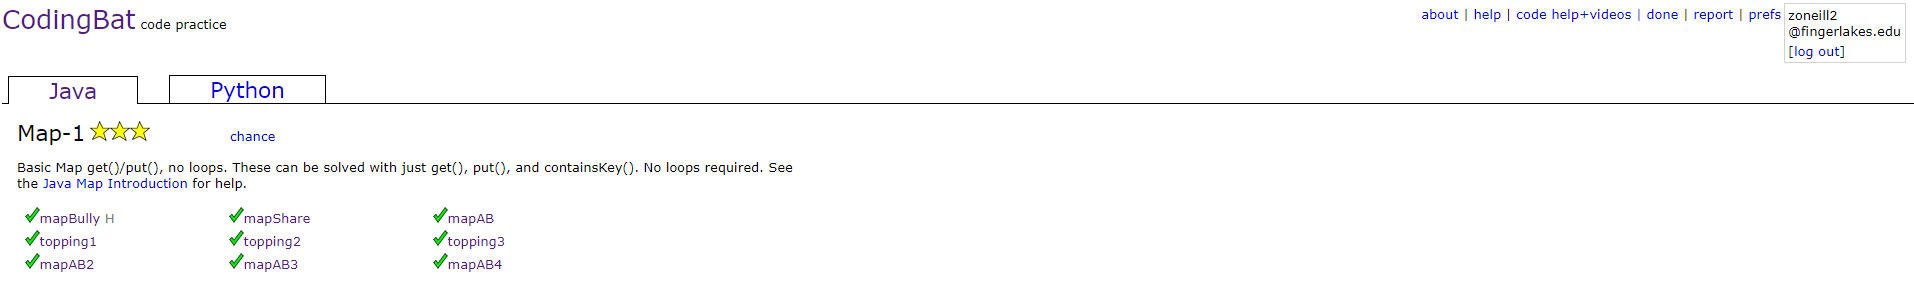 CodingBat code practice
about | help | code help+videos | done | report | prefs
zoneill2
@fingerlakes.edu
[log out]
Java
Python
Map-1
chance
Basic Map get()/put(), no loops. These can be solved with just get(), put(), and containsKey(). No loops required. See
the Java Map Introduction for help.
mapBully H
mapShare
mapAB
topping1
topping2
topping3
mapAB2
mapAB3
mapAB4